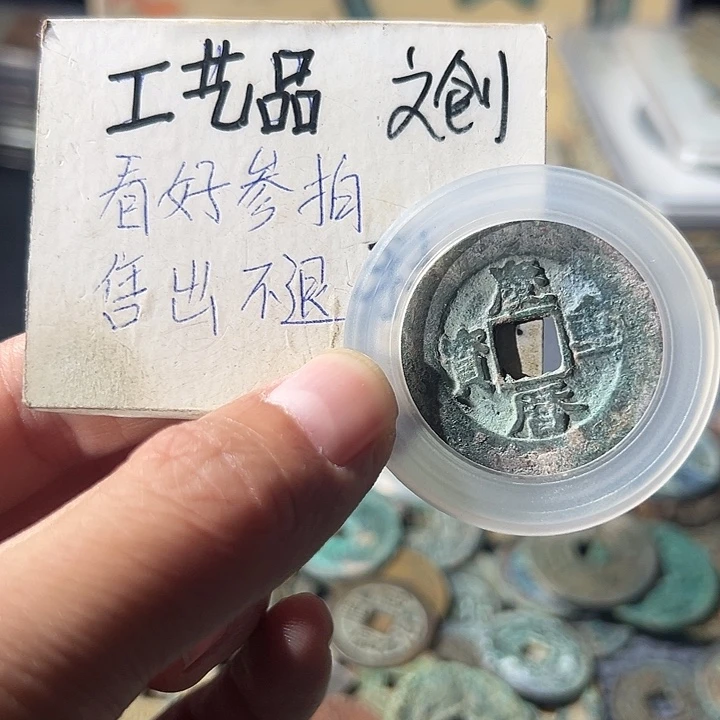 工艺品 文创
看好参拍
售出不退
慶曆重寶